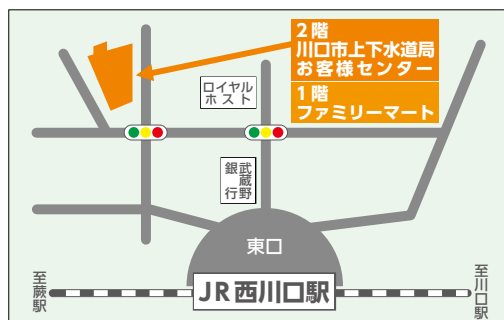 2階
川口市上下水道局
お客様センター
1階
ファミリーマート
ロイヤル
ホスト
武蔵野
銀行
東口
至蕨駅
JR西川口駅
至川口駅